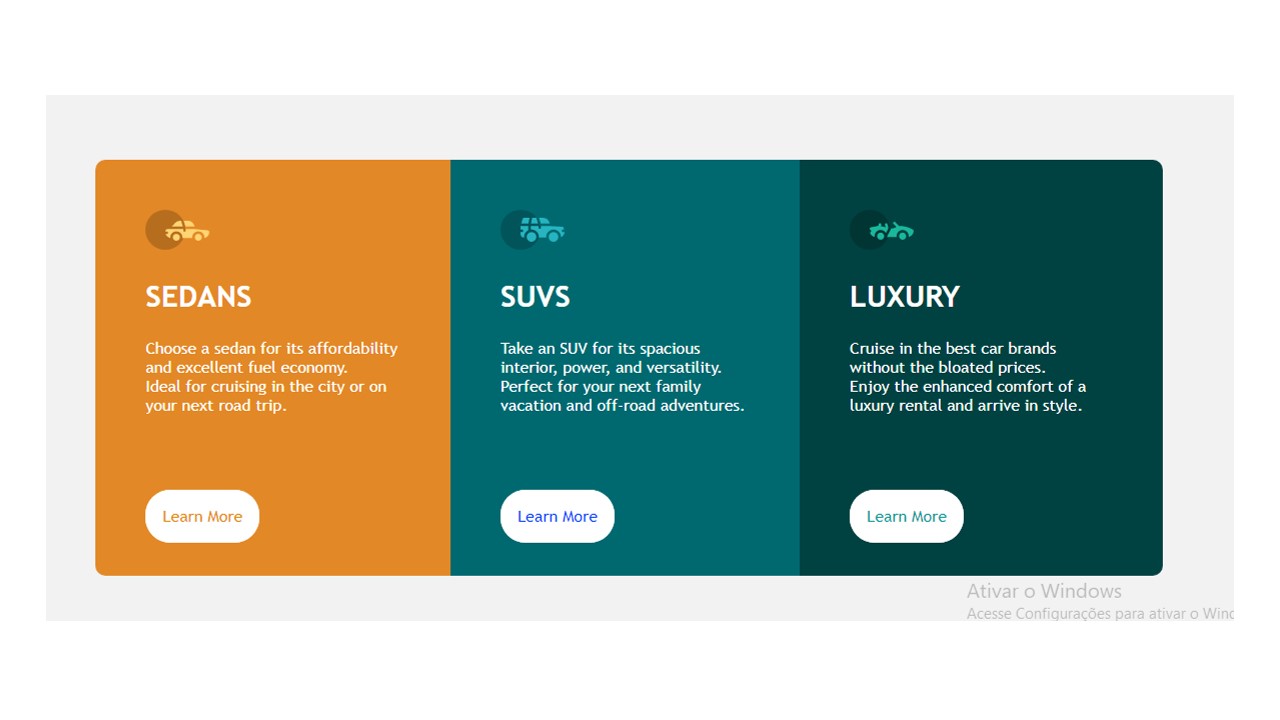 SEDANS
Choose a sedan for its affordability
and excellent fuel economy.
Ideal for cruising in the city or on
your next road trip.
Learn More
SUVS
Take an SUV for its spacious
interior, power, and versatility.
Perfect for your next family
vacation and off-road adventures.
Learn More
LUXURY
Cruise in the best car brands
without the bloated prices.
Enjoy the enhanced comfort of a
luxury rental and arrive in style.
Learn More
Ativar o Windows
Acesse Configurações para ativar o